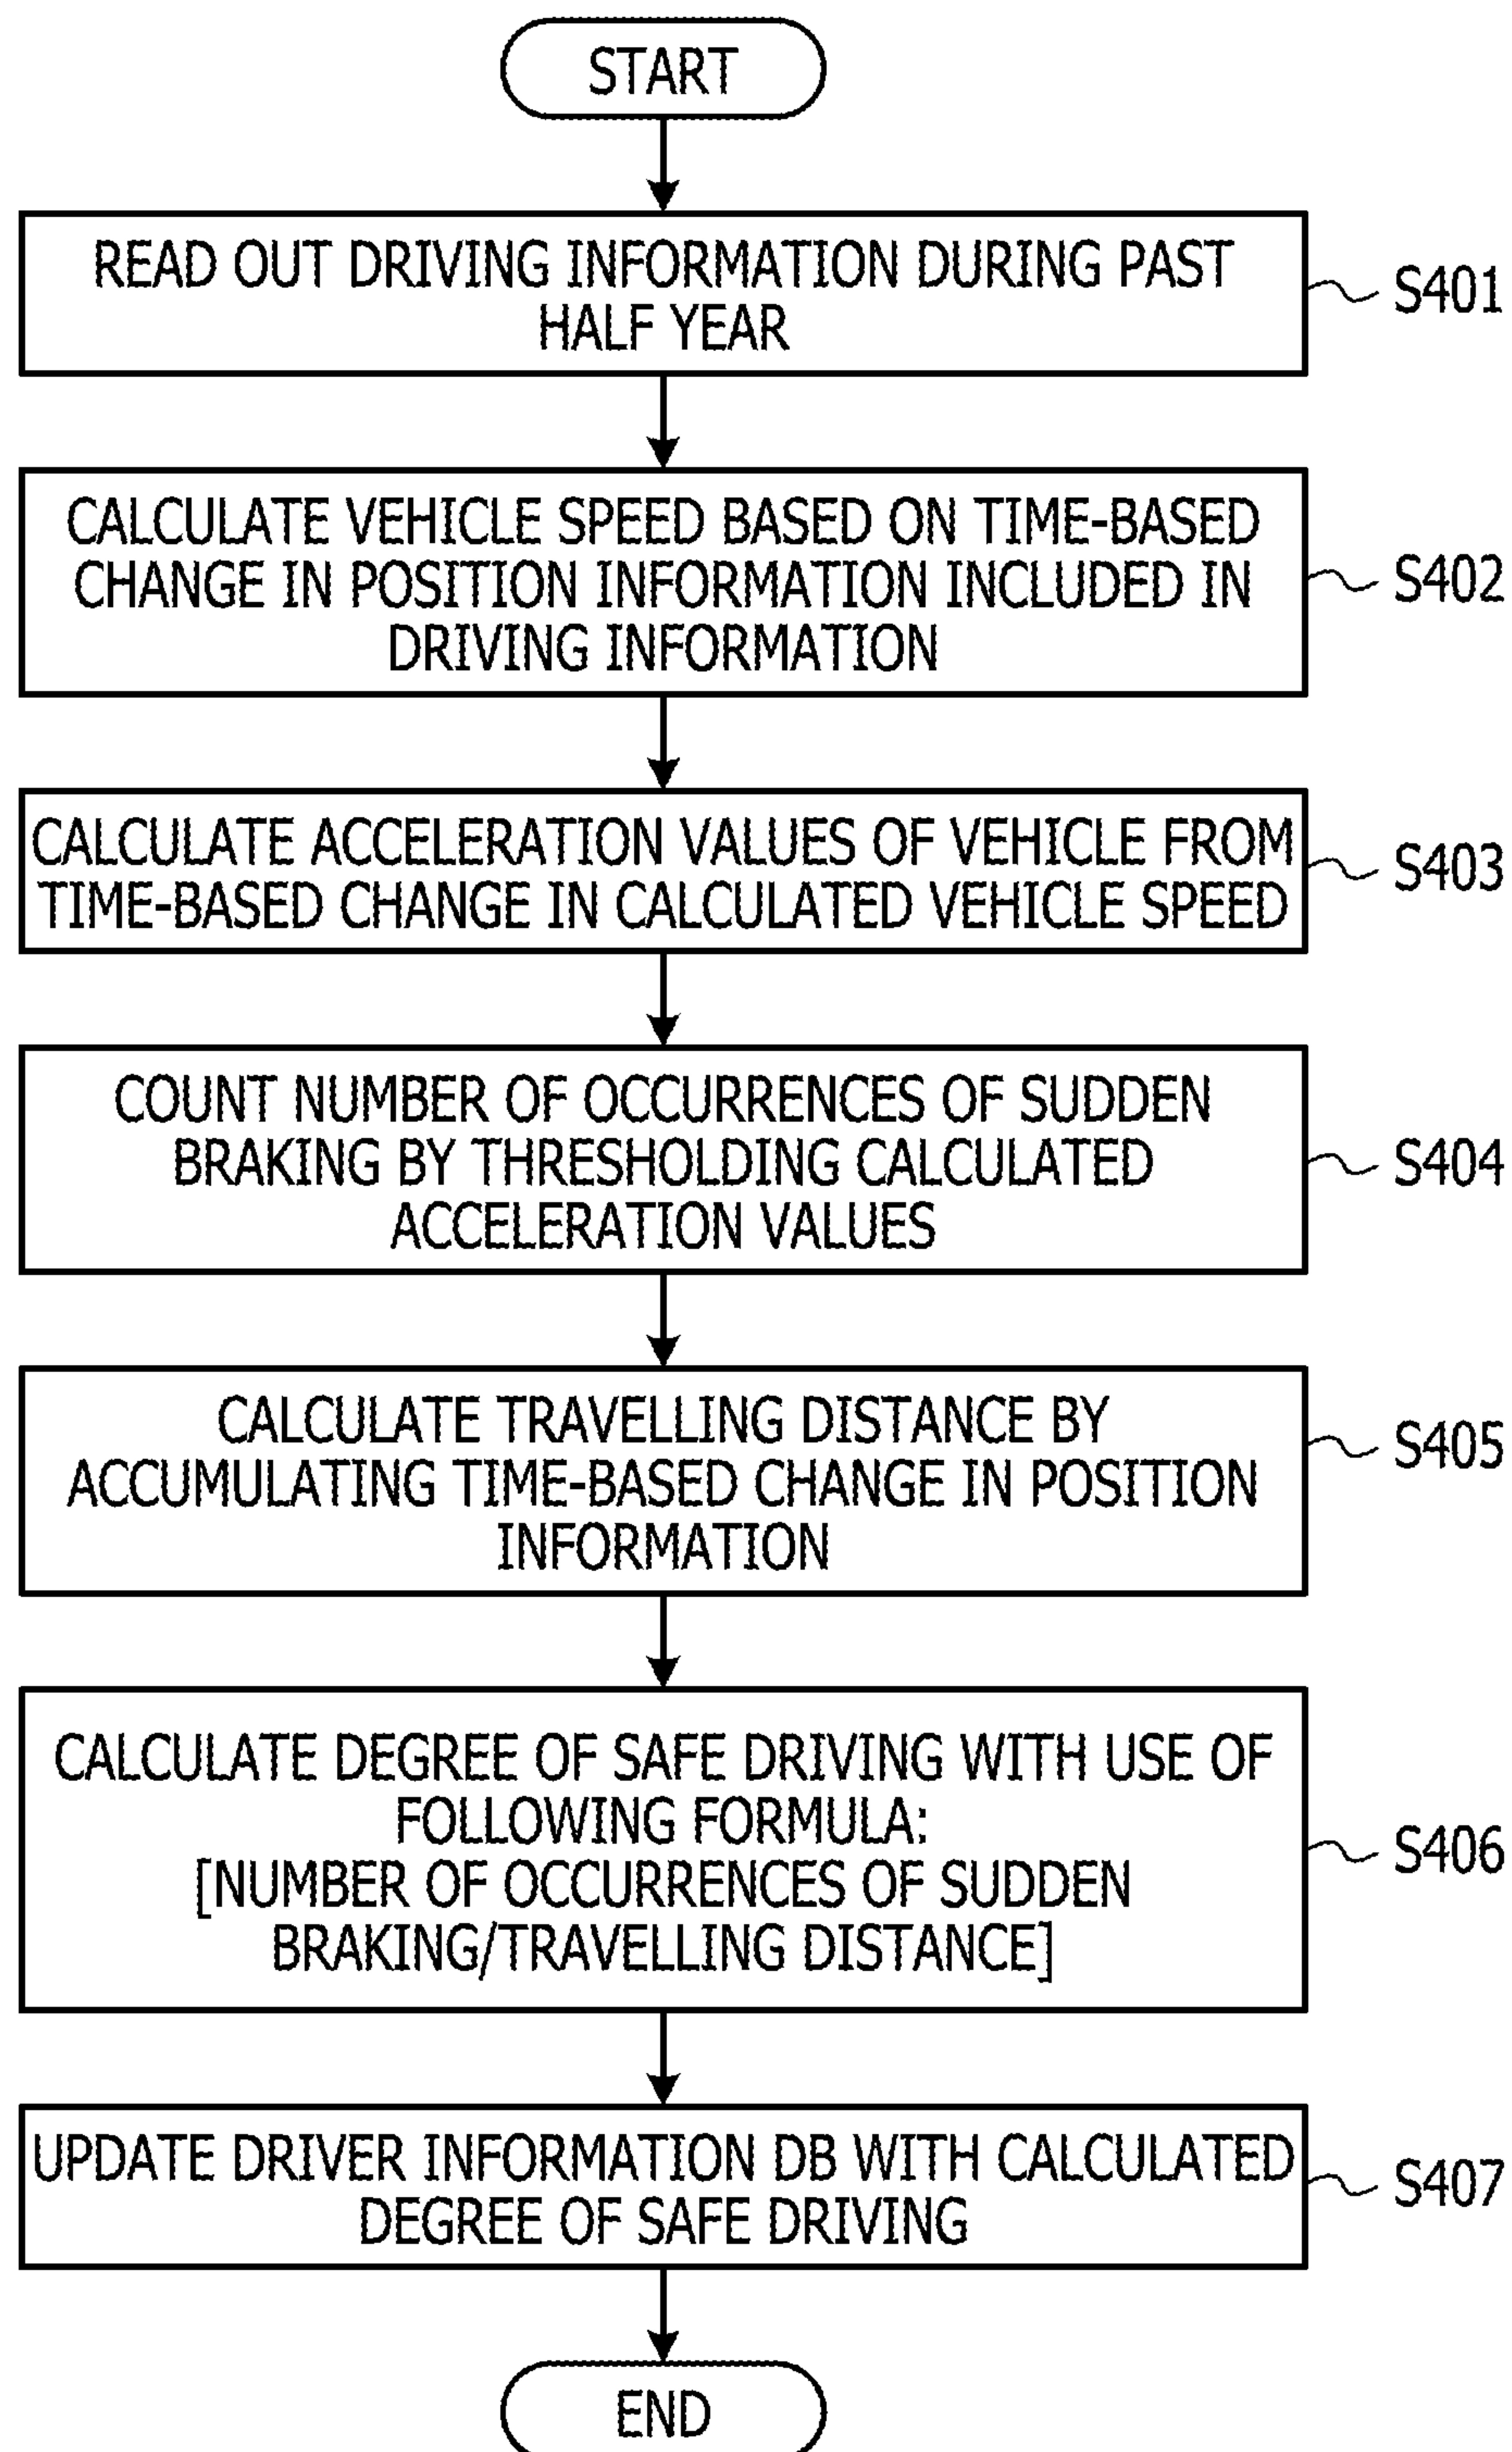 START
READ OUT DRIVING INFORMATION DURING PAST
HALF YEAR
S401
CALCULATE VEHICLE SPEED BASED ON TIME-BASED
CHANGE IN POSITION INFORMATION INCLUDED IN
DRIVING INFORMATION
S402
CALCULATE ACCELERATION VALUES OF VEHICLE FROM
TIME-BASED CHANGE IN CALCULATED VEHICLE SPEED
S403
COUNT NUMBER OF OCCURRENCES OF SUDDEN
BRAKING BY THRESHOLDING CALCULATED
ACCELERATION VALUES
S404
CALCULATE TRAVELLING DISTANCE BY
ACCUMULATING TIME-BASED CHANGE IN POSITION
INFORMATION
S405
CALCULATE DEGREE OF SAFE DRIVING WITH USE OF
FOLLOWING FORMULA:
[NUMBER OF OCCURRENCES OF SUDDEN
BRAKING/TRAVELLING DISTANCE]
S406
UPDATE DRIVER INFORMATION DB WITH CALCULATED
DEGREE OF SAFE DRIVING
S407
END